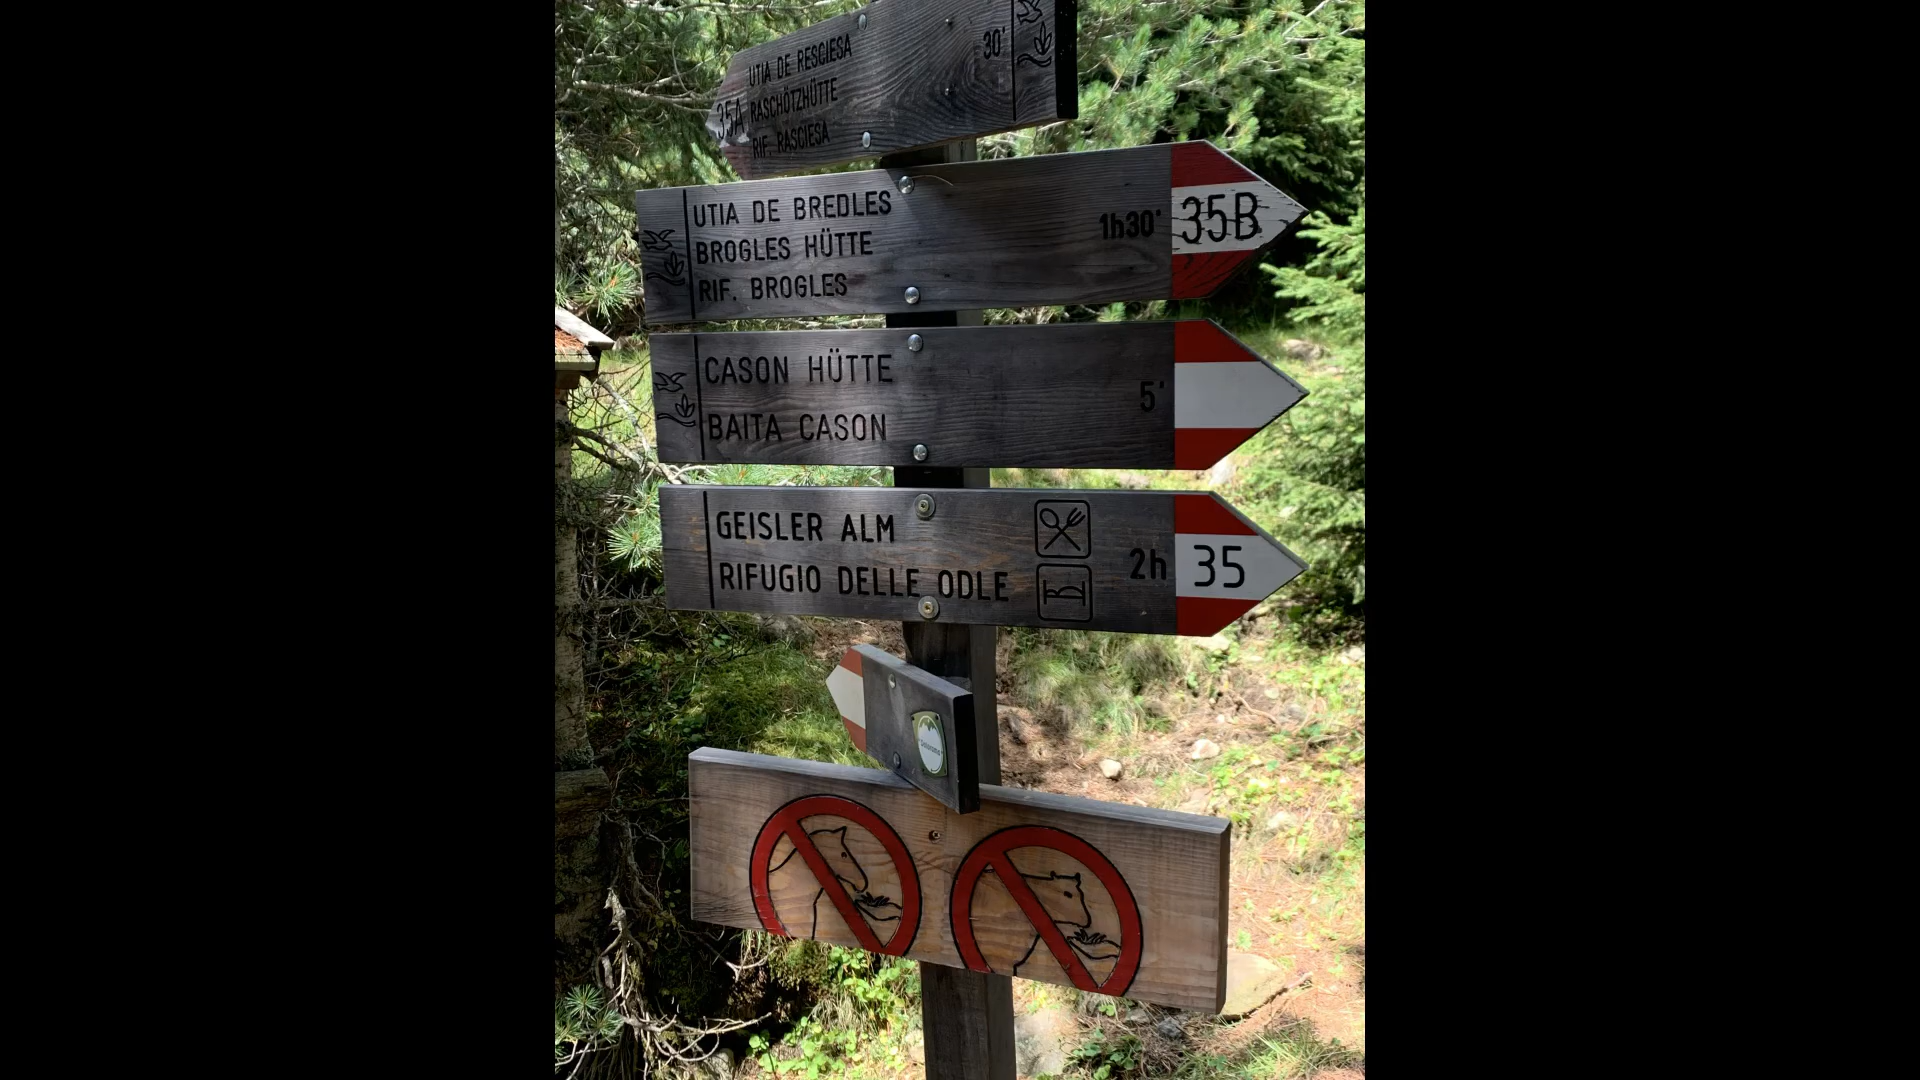 UTIA DE RESCIESA
35A RASCHÖTZHÜTTE 30'
RIF. RASCIESA
UTIA DE BREDLES
BROGLES HÜTTE 1h30' 35B
RIF. BROGLES
CASON HÜTTE
BAITA CASON 5'
GEISLER ALM
RIFUGIO DELLE ODLE 2h 35